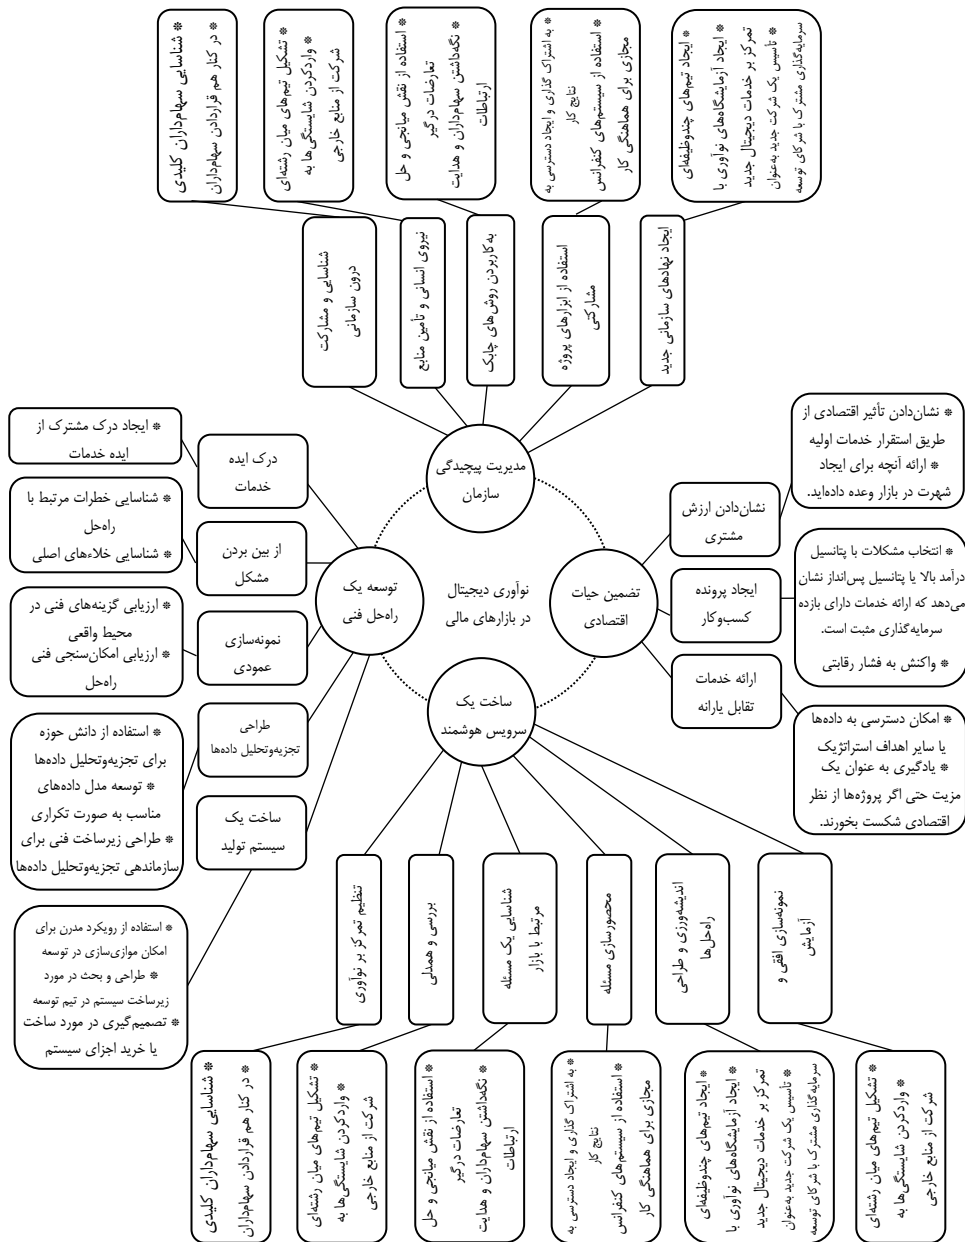 * شناسایی سهام‌داران کلیدی
* در کنار هم قراردادن سهام‌داران
* تشکیل تیم‌های میان رشته‌ای
* واردکردن شایستگی‌ها به
شرکت از منابع خارجی
* استفاده از نقش میانجی و حل
تعارضات درگیر
نگه‌داشتن سهام‌داران و هدایت
ارتباطات
* به اشتراک گذاری و ایجاد دسترسی به
نتایج کار
* استفاده از سیستم‌های کنفرانس
مجازی برای هماهنگی کار
* ایجاد تیم‌های چندوظیفه‌ای
* ایجاد آزمایشگاه‌های نوآوری با
تمرکز بر خدمات دیجیتال جدید
* تأسیس یک شرکت جدید به‌عنوان
سرمایه‌گذاری مشترک با شرکای توسعه
شناسایی و مشارکت
درون سازمانی
نیروی انسانی و تأمین منابع
به‌کاربردن روش‌های چابک
استفاده از ابزارهای پروژه
مشارکتی
ایجاد نهادهای سازمانی جدید
مدیریت پیچیدگی
سازمان
* نشان‌دادن تأثیر اقتصادی از
طریق استقرار خدمات اولیه
* ارائه آنچه برای ایجاد
شهرت در بازار وعده داده‌اید.
* انتخاب مشکلات با پتانسیل
درآمد بالا یا پتانسیل پس‌انداز نشان
می‌دهد که ارائه خدمات دارای بازده
سرمایه‌گذاری مثبت است.
* واکنش به فشار رقابتی
* امکان دسترسی به داده‌ها
یا سایر اهداف استراتژیک
* یادگیری به عنوان یک
مزیت حتی اگر پروژه‌ها از نظر
اقتصادی شکست بخورند.
نشان‌دادن ارزش
مشتری
ایجاد پرونده
کسب‌وکار
ارائه خدمات
تقابل یارانه
تضمین حیات
اقتصادی
نوآوری دیجیتال
در بازارهای مالی
توسعه یک
راه‌حل فنی
ساخت یک
سرویس هوشمند
درک ایده
خدمات
از بین بردن
مشکل
نمونه‌سازی
عمودی
طراحی
تجزیه‌وتحلیل داده‌ها
ساخت یک
سیستم تولید
* ایجاد درک مشترک از
ایده خدمات
* شناسایی خطرات مرتبط با
راه‌حل
* شناسایی خلاءهای اصلی
* ارزیابی گزینه‌های فنی در
محیط واقعی
* ارزیابی امکان‌سنجی فنی
راه‌حل
* استفاده از دانش حوزه
برای تجزیه‌وتحلیل داده‌ها
* توسعه مدل داده‌های
مناسب به صورت تکراری
* طراحی زیرساخت فنی برای
سازماندهی تجزیه‌وتحلیل داده‌ها
* استفاده از رویکرد مدرن برای
امکان موازی‌سازی در توسعه
* طراحی و بحث در مورد
زیرساخت سیستم در تیم توسعه
* تصمیم‌گیری در مورد ساخت
یا خرید اجزای سیستم
تنظیم تمرکز بر نوآوری
بررسی و همدلی
شناسایی یک مسئله
مرتبط با بازار
محصورسازی مسئله
اندیشه‌ورزی و طراحی
راه‌حل‌ها
نمونه‌سازی افقی و
آزمایش
* شناسایی سهام‌داران کلیدی
* در کنار هم قراردادن سهام‌داران
* تشکیل تیم‌های میان رشته‌ای
* واردکردن شایستگی‌ها به
شرکت از منابع خارجی
* استفاده از نقش میانجی و حل
تعارضات درگیر
نگه‌داشتن سهام‌داران و هدایت
ارتباطات
* به اشتراک گذاری و ایجاد دسترسی به
نتایج کار
* استفاده از سیستم‌های کنفرانس
مجازی برای هماهنگی کار
* ایجاد تیم‌های چندوظیفه‌ای
* ایجاد آزمایشگاه‌های نوآوری با
تمرکز بر خدمات دیجیتال جدید
* تأسیس یک شرکت جدید به‌عنوان
سرمایه‌گذاری مشترک با شرکای توسعه
* تشکیل تیم‌های میان رشته‌ای
* واردکردن شایستگی‌ها به
شرکت از منابع خارجی